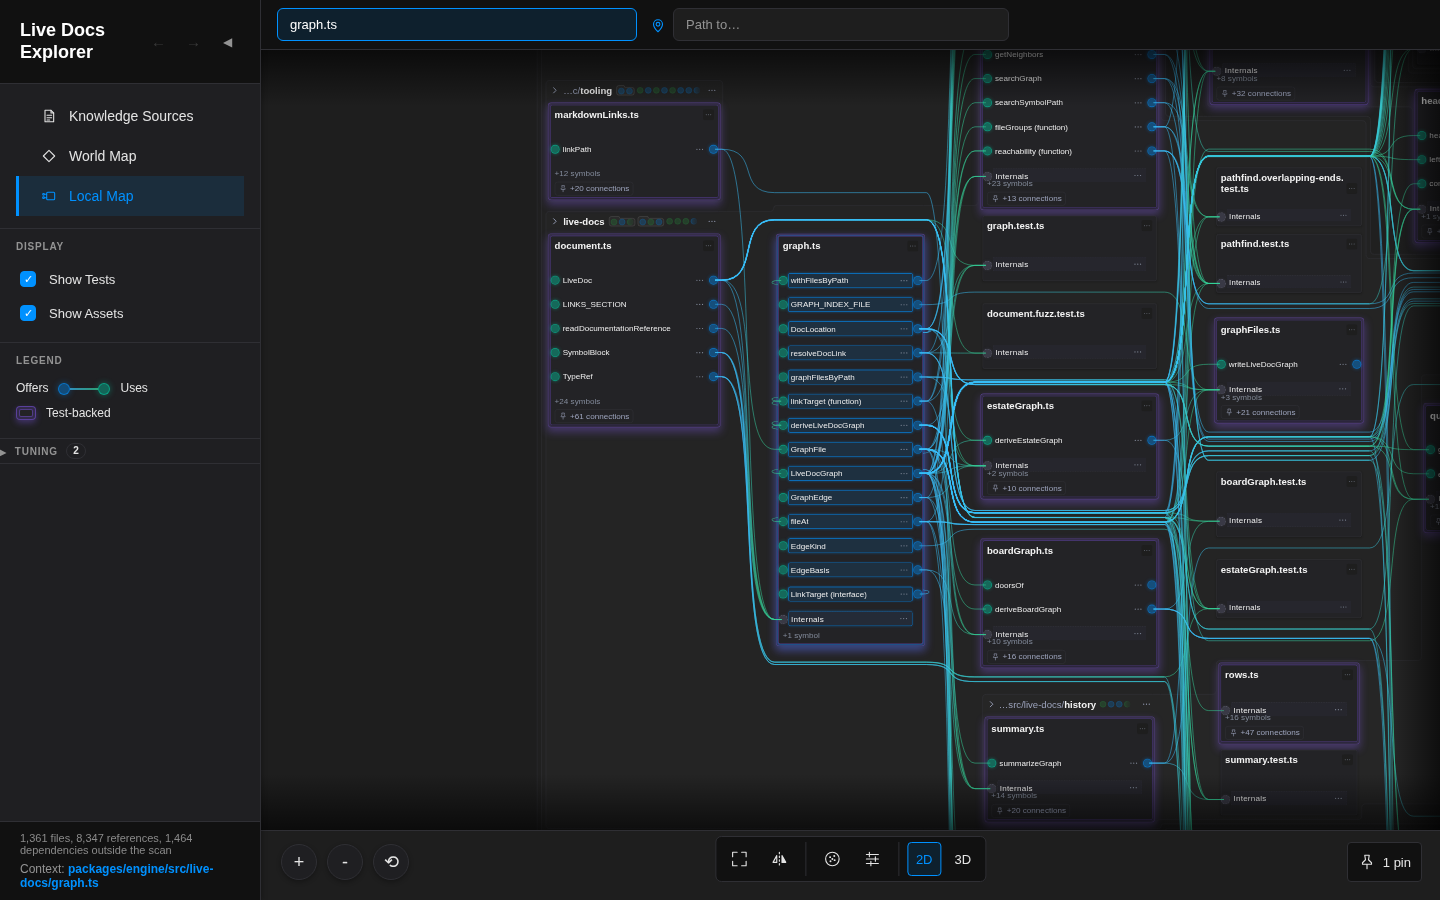 Live Docs
Explorer
graph.ts
Path to…
Knowledge Sources
World Map
Local Map
DISPLAY
Show Tests
Show Assets
LEGEND
Offers
Uses
Test-backed
TUNING 2
1,361 files, 8,347 references, 1,464
dependencies outside the scan
Context: packages/engine/src/live-
docs/graph.ts
…c/tooling
markdownLinks.ts
linkPath
+12 symbols
+20 connections
live-docs
document.ts
LiveDoc
LINKS_SECTION
readDocumentationReference
SymbolBlock
TypeRef
+24 symbols
+61 connections
graph.ts
withFilesByPath
GRAPH_INDEX_FILE
DocLocation
resolveDocLink
graphFilesByPath
linkTarget (function)
deriveLiveDocGraph
GraphFile
LiveDocGraph
GraphEdge
fileAt
EdgeKind
EdgeBasis
LinkTarget (interface)
Internals
+1 symbol
getNeighbors
searchGraph
searchSymbolPath
fileGroups (function)
reachability (function)
Internals
+23 symbols
+13 connections
graph.test.ts
Internals
document.fuzz.test.ts
Internals
estateGraph.ts
deriveEstateGraph
Internals
+2 symbols
+10 connections
boardGraph.ts
doorsOf
deriveBoardGraph
Internals
+10 symbols
+16 connections
…src/live-docs/history
summary.ts
summarizeGraph
Internals
+14 symbols
+20 connections
Internals
+8 symbols
+32 connections
pathfind.overlapping-ends.
test.ts
Internals
pathfind.test.ts
Internals
graphFiles.ts
writeLiveDocGraph
Internals
+3 symbols
+21 connections
boardGraph.test.ts
Internals
estateGraph.test.ts
Internals
rows.ts
Internals
+16 symbols
+47 connections
summary.test.ts
Internals
+
-
2D
3D
1 pin